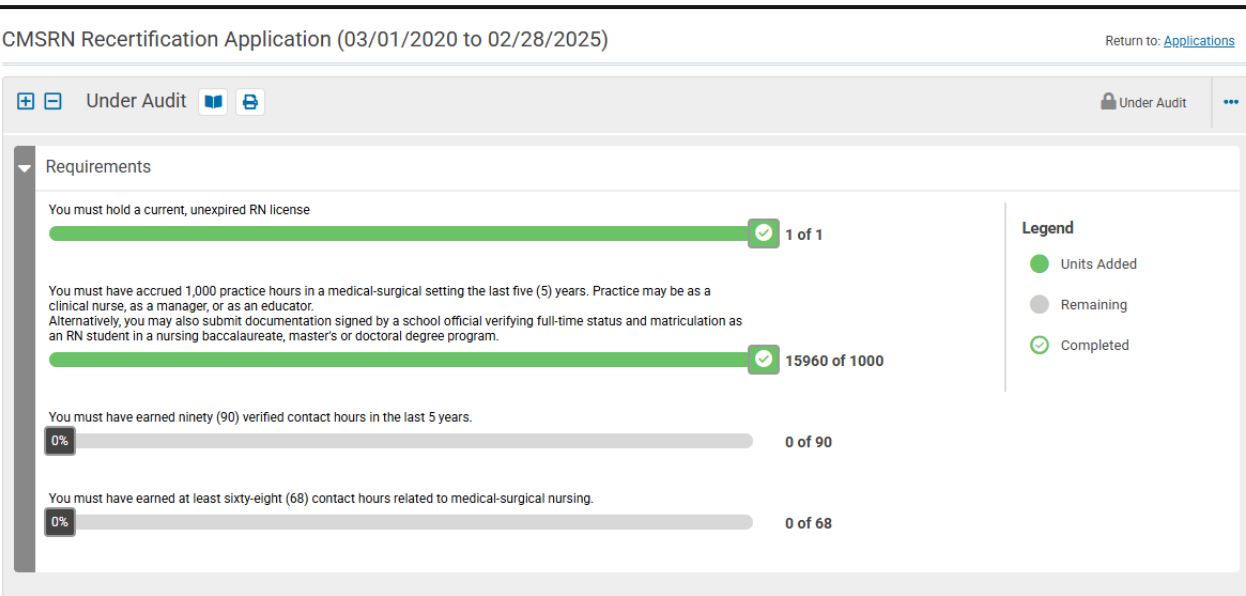 CMSRN Recertification Application (03/01/2020 to 02/28/2025)
Return to: Applications
Under Audit
Under Audit
Requirements
You must hold a current, unexpired RN license
1 of 1
You must have accrued 1,000 practice hours in a medical-surgical setting the last five (5) years. Practice may be as a
clinical nurse, as a manager, or as an educator.
Alternatively, you may also submit documentation signed by a school official verifying full-time status and matriculation as
an RN student in a nursing baccalaureate, master's or doctoral degree program.
15960 of 1000
You must have earned ninety (90) verified contact hours in the last 5 years.
0%
0 of 90
You must have earned at least sixty-eight (68) contact hours related to medical-surgical nursing.
0%
0 of 68
Legend
Units Added
Remaining
Completed